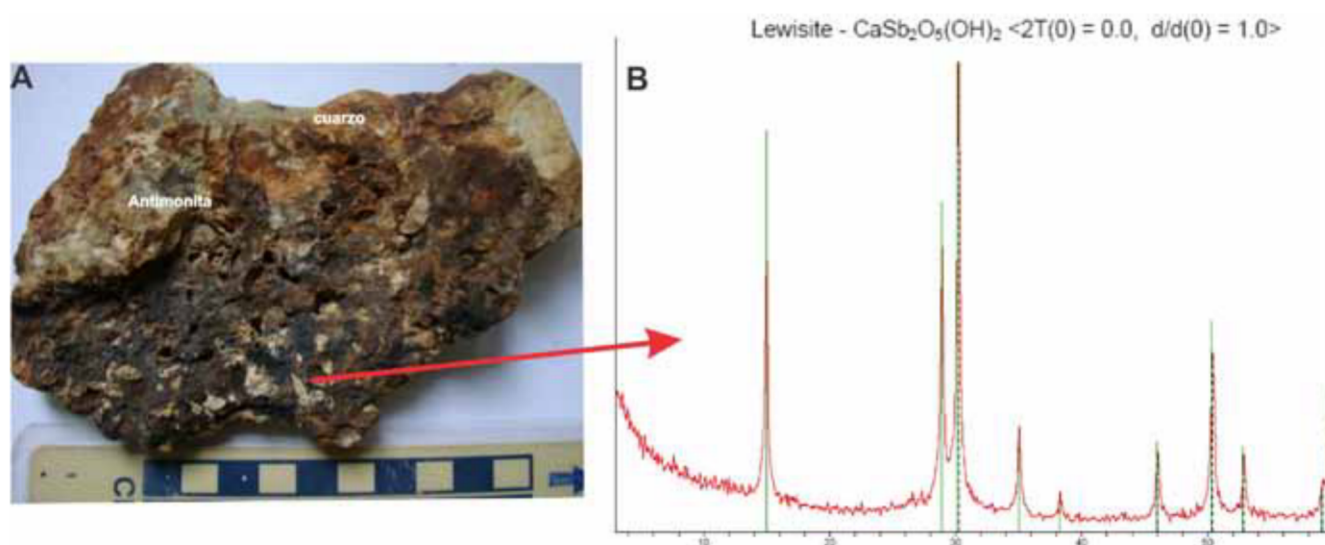 Lewisite - CaSb₂O₅(OH)₂ <2T(0) = 0.0, d/d(0) = 1.0>
A
B
cuarzo
Antimonita
10
20
30
40
50